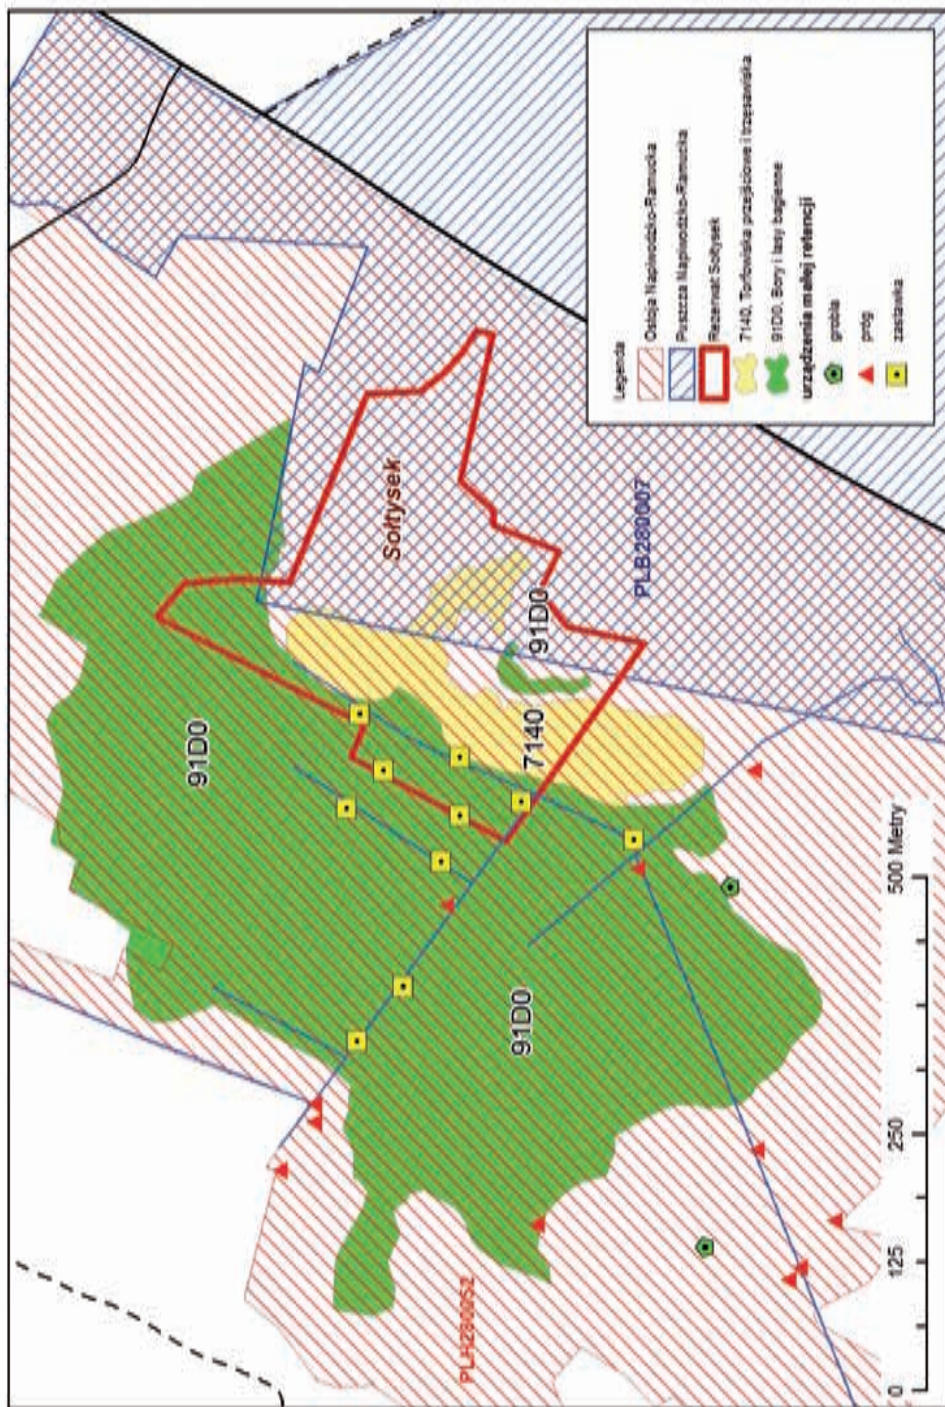 Sołtysek
91D0
91D0
7140
91D0
PLB280007
PLH280052
0
125
250
500 Metry
Legenda
Ostoja Napiwodzko-Ramucka
Puszcza Napiwodzko-Ramucka
Rezerwat Sołtysek
7140, Torfowiska przejściowe i trzęsawiska
91D0, Bory i lasy bagienne
urządzenia małej retencji
grobla
próg
zastawka